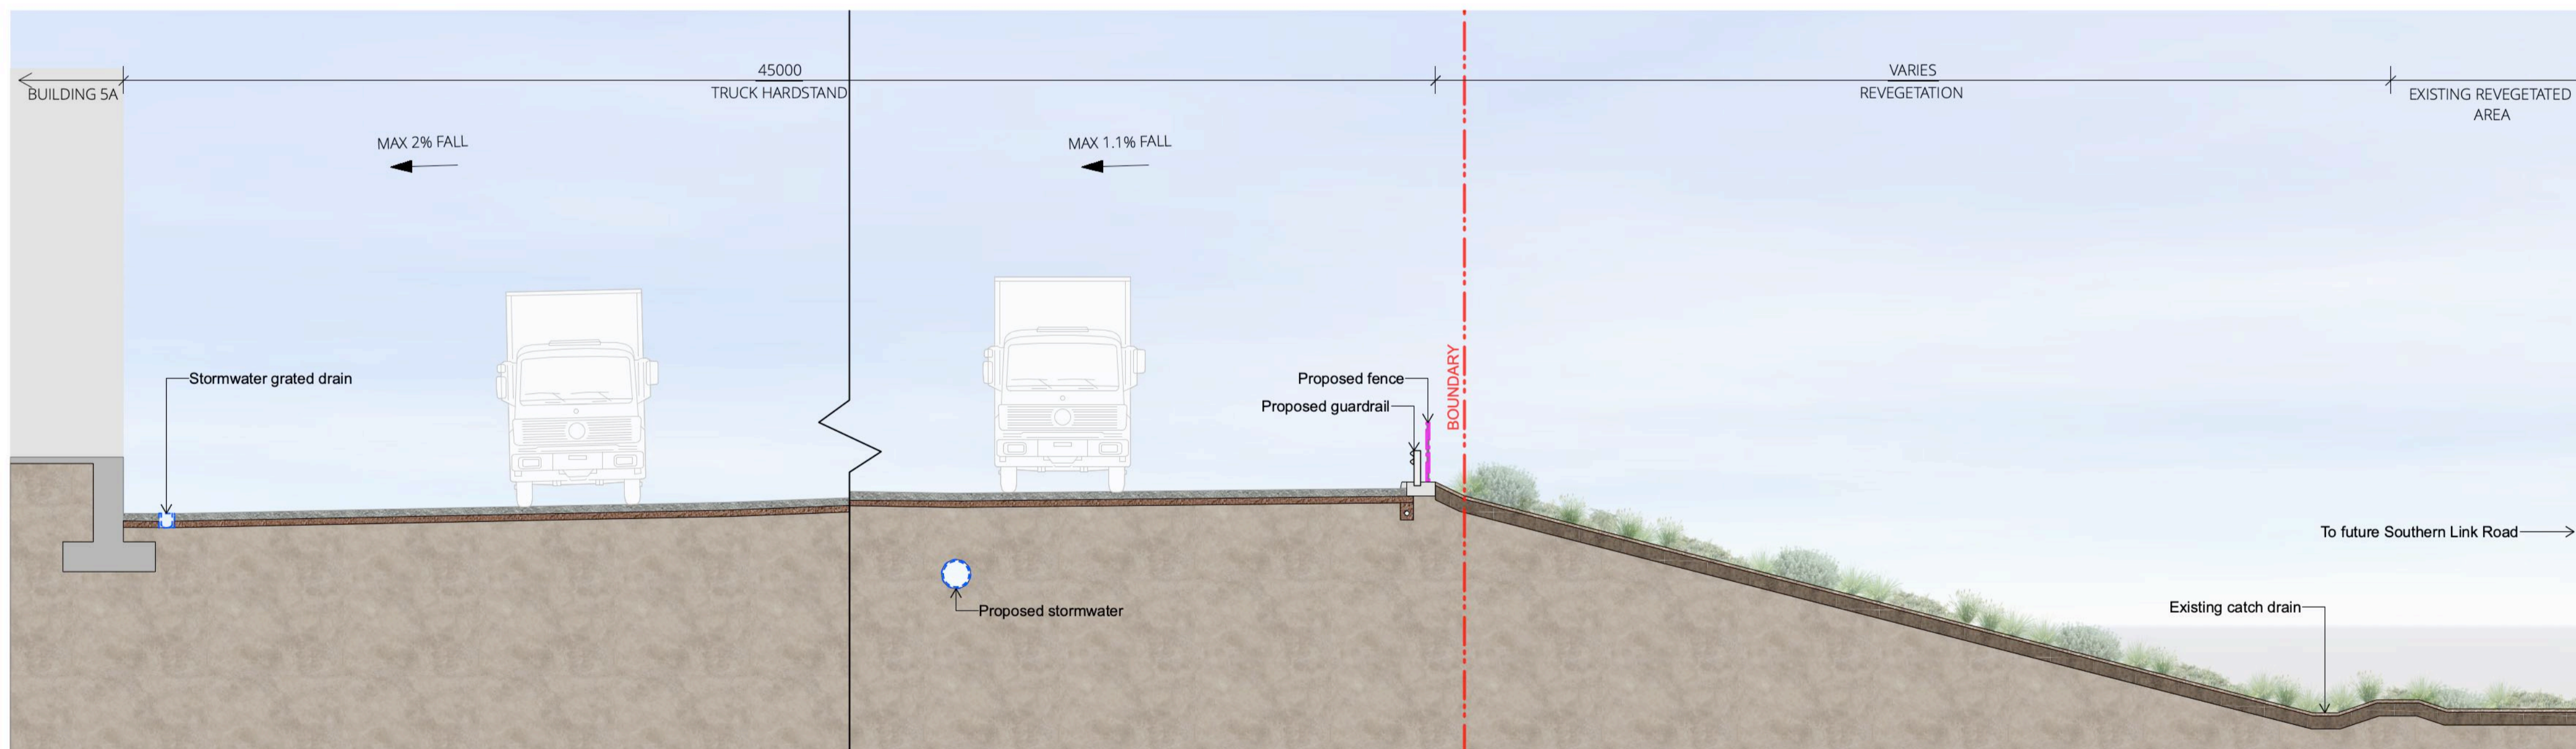 45000
VARIES
BUILDING 5A
TRUCK HARDSTAND
REVEGETATION
EXISTING REVEGETATED
AREA
MAX 2% FALL
MAX 1.1% FALL
BOUNDARY
Stormwater grated drain
Proposed fence
Proposed guardrail
To future Southern Link Road
Proposed stormwater
Existing catch drain